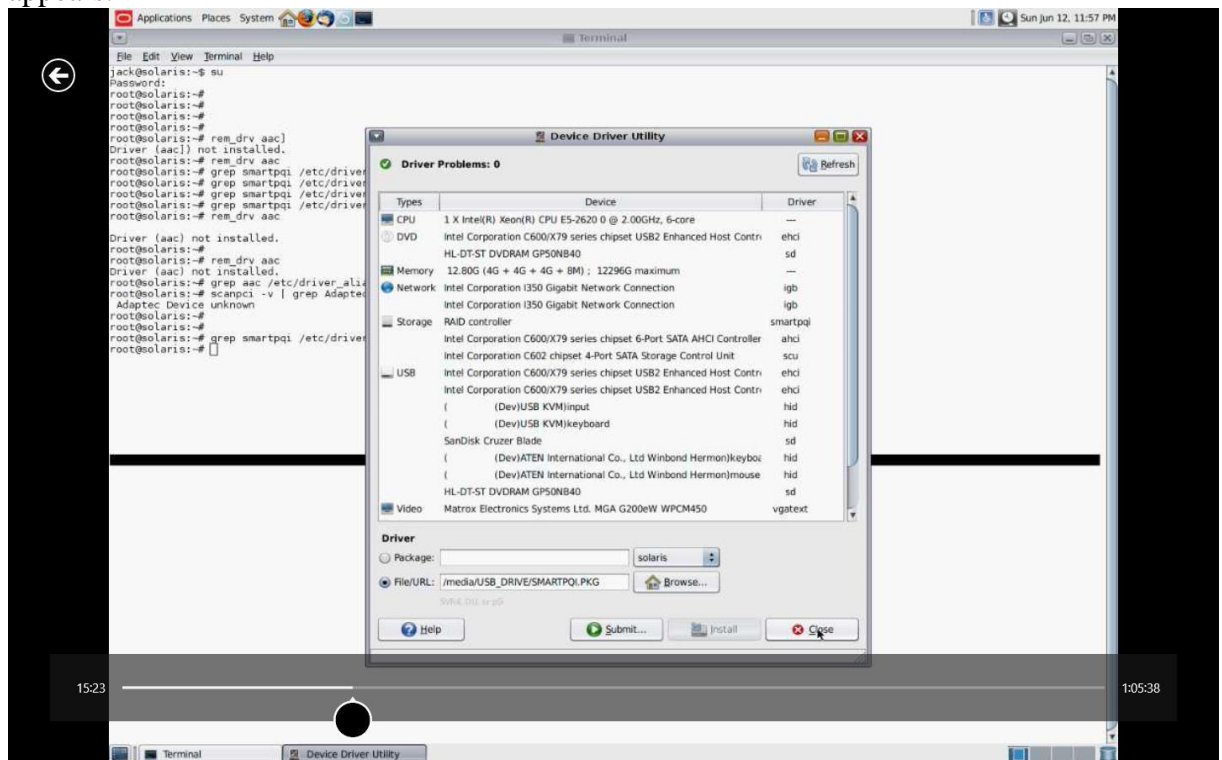 Applications Places System
Sun Jun 12, 11:57 PM
Terminal
File Edit View Terminal Help
jack@solaris:~$ su
Password:
root@solaris:~#
root@solaris:~#
root@solaris:~#
root@solaris:~#
root@solaris:~# rem_drv aac]
Driver (aac]) not installed.
root@solaris:~# rem_drv aac
root@solaris:~# grep smartpqi /etc/driver
root@solaris:~# grep smartpqi /etc/driver
root@solaris:~# grep smartpqi /etc/driver
root@solaris:~# grep smartpqi /etc/driver
root@solaris:~# rem_drv aac
Driver (aac) not installed.
root@solaris:~#
root@solaris:~# rem_drv aac
Driver (aac) not installed.
root@solaris:~# grep aac /etc/driver_alia
root@solaris:~# scanpci -v | grep Adaptec
Adaptec Device unknown
root@solaris:~#
root@solaris:~#
root@solaris:~# grep smartpqi /etc/driver
root@solaris:~#
Device Driver Utility
Driver Problems: 0
Refresh
Types Device Driver
CPU 1 X Intel(R) Xeon(R) CPU E5-2620 0 @ 2.00GHz, 6-core ---
DVD Intel Corporation C600/X79 series chipset USB2 Enhanced Host Contr ehci
HL-DT-ST DVDRAM GP50NB40 sd
Memory 12.80G (4G + 4G + 4G + 8M) ; 12296G maximum ---
Network Intel Corporation I350 Gigabit Network Connection igb
Intel Corporation I350 Gigabit Network Connection igb
Storage RAID controller smartpqi
Intel Corporation C600/X79 series chipset 6-Port SATA AHCI Controller ahci
Intel Corporation C602 chipset 4-Port SATA Storage Control Unit scu
USB Intel Corporation C600/X79 series chipset USB2 Enhanced Host Contr ehci
Intel Corporation C600/X79 series chipset USB2 Enhanced Host Contr ehci
( (Dev)USB KVM)input hid
( (Dev)USB KVM)keyboard hid
SanDisk Cruzer Blade sd
( (Dev)ATEN International Co., Ltd Winbond Hermon)keyboa hid
( (Dev)ATEN International Co., Ltd Winbond Hermon)mouse hid
HL-DT-ST DVDRAM GP50NB40 sd
Video Matrox Electronics Systems Ltd. MGA G200eW WPCM450 vgatext
Driver
Package: solaris
File/URL: /media/USB_DRIVE/SMARTPQI.PKG Browse...
Help Submit... Install Close
15:23 1:05:38
Terminal Device Driver Utility